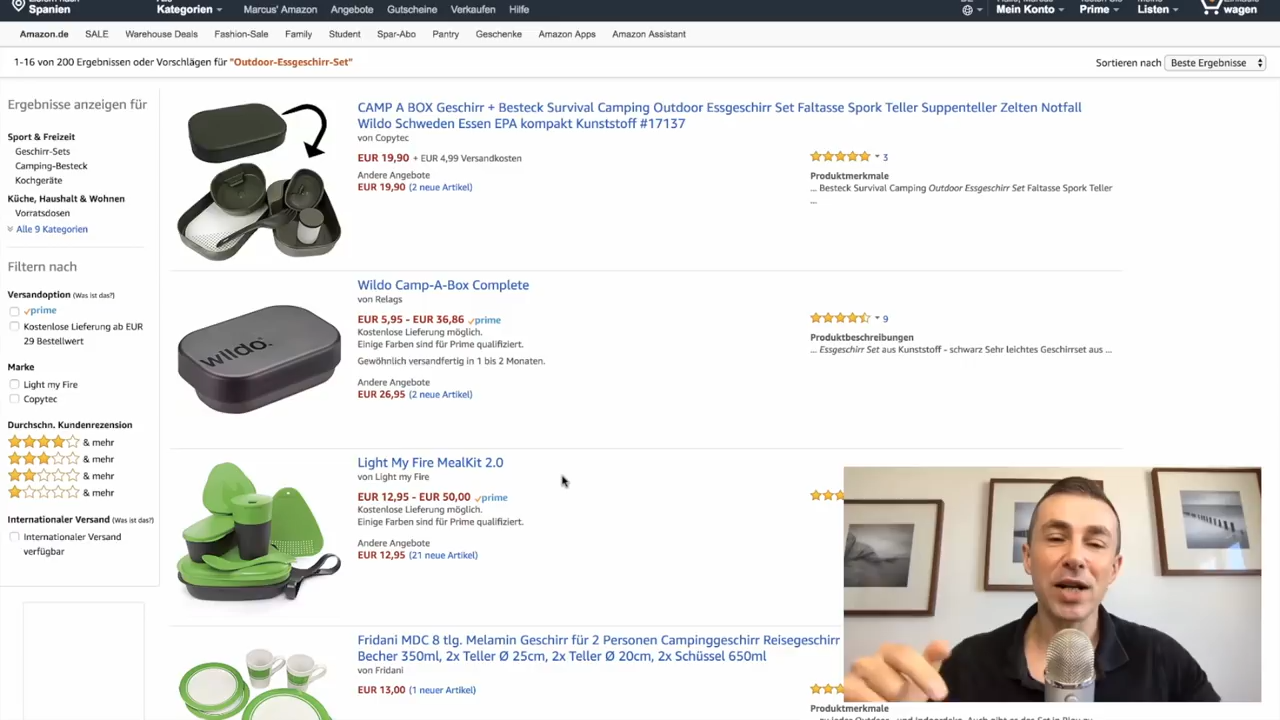 Spanien
Kategorien
Marcus' Amazon
Angebote
Gutscheine
Verkaufen
Hilfe
Mein Konto
Prime
Listen
wagen
Amazon.de
SALE
Warehouse Deals
Fashion-Sale
Family
Student
Spar-Abo
Pantry
Geschenke
Amazon Apps
Amazon Assistant
1-16 von 200 Ergebnissen oder Vorschlägen für "Outdoor-Essgeschirr-Set"
Sortieren nach
Beste Ergebnisse
Ergebnisse anzeigen für
Sport & Freizeit
Geschirr-Sets
Camping-Besteck
Kochgeräte
Küche, Haushalt & Wohnen
Vorratsdosen
Alle 9 Kategorien
Filtern nach
Versandoption (Was ist das?)
prime
Kostenlose Lieferung ab EUR
29 Bestellwert
Marke
Light my Fire
Copytec
Durchschn. Kundenrezension
& mehr
& mehr
& mehr
& mehr
Internationaler Versand (Was ist das?)
Internationaler Versand
verfügbar
CAMP A BOX Geschirr + Besteck Survival Camping Outdoor Essgeschirr Set Faltasse Spork Teller Suppenteller Zelten Notfall
Wildo Schweden Essen EPA kompakt Kunststoff #17137
von Copytec
EUR 19,90 + EUR 4,99 Versandkosten
Andere Angebote
EUR 19,90 (2 neue Artikel)
3
Produktmerkmale
... Besteck Survival Camping Outdoor Essgeschirr Set Faltasse Spork Teller
...
wildo
Wildo Camp-A-Box Complete
von Relags
EUR 5,95 - EUR 36,86 prime
Kostenlose Lieferung möglich.
Einige Farben sind für Prime qualifiziert.
Gewöhnlich versandfertig in 1 bis 2 Monaten.
Andere Angebote
EUR 26,95 (2 neue Artikel)
9
Produktbeschreibungen
... Essgeschirr Set aus Kunststoff - schwarz Sehr leichtes Geschirrset aus ...
Light My Fire MealKit 2.0
von Light my Fire
EUR 12,95 - EUR 50,00 prime
Kostenlose Lieferung möglich.
Einige Farben sind für Prime qualifiziert.
Andere Angebote
EUR 12,95 (21 neue Artikel)
Fridani MDC 8 tlg. Melamin Geschirr für 2 Personen Campinggeschirr Reisegeschirr
Becher 350ml, 2x Teller Ø 25cm, 2x Teller Ø 20cm, 2x Schüssel 650ml
von Fridani
EUR 13,00 (1 neuer Artikel)
Produktmerkmale